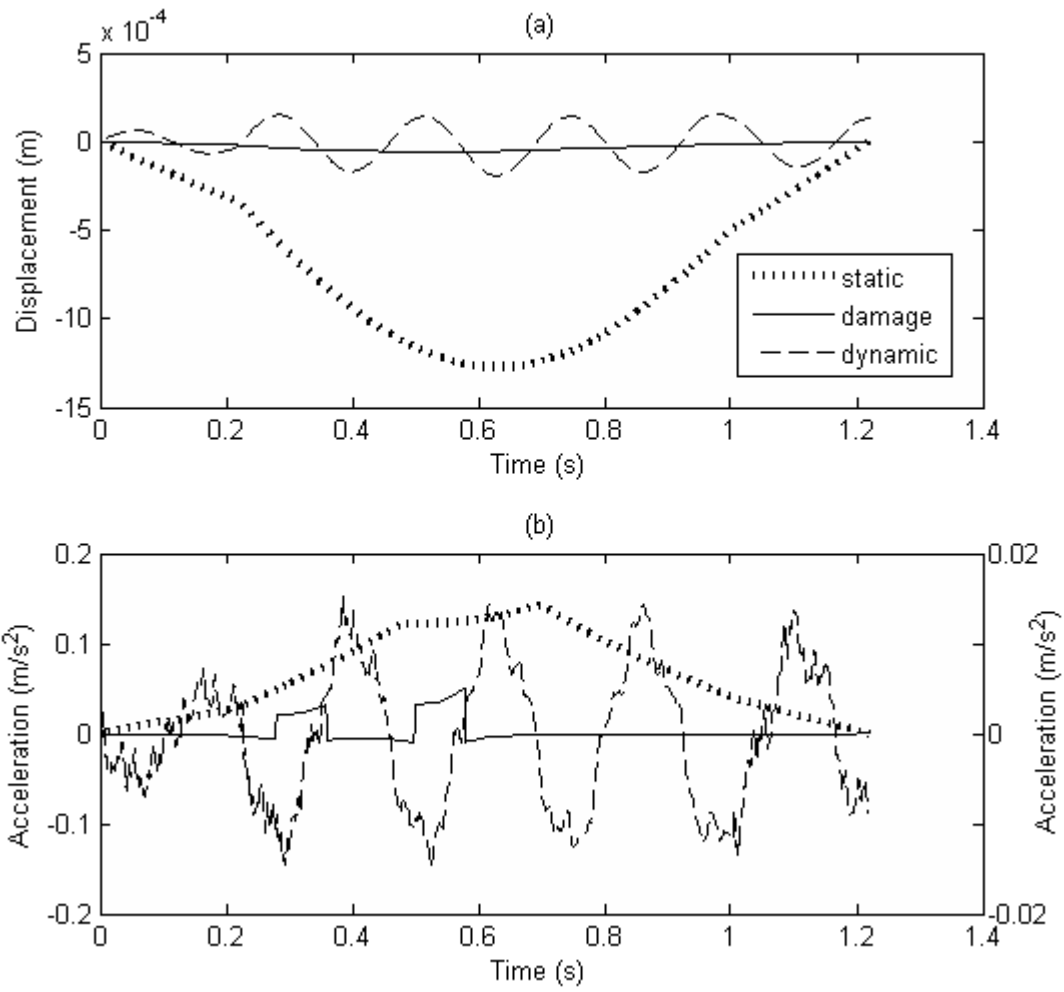 (a)
x 10-4
5
0
-5
-10
-15
Displacement (m)
static
damage
dynamic
0 0.2 0.4 0.6 0.8 1 1.2 1.4
Time (s)
(b)
0.2
0.1
0
-0.1
-0.2
Acceleration (m/s2)
0.02
0
-0.02
Acceleration (m/s2)
0 0.2 0.4 0.6 0.8 1 1.2 1.4
Time (s)